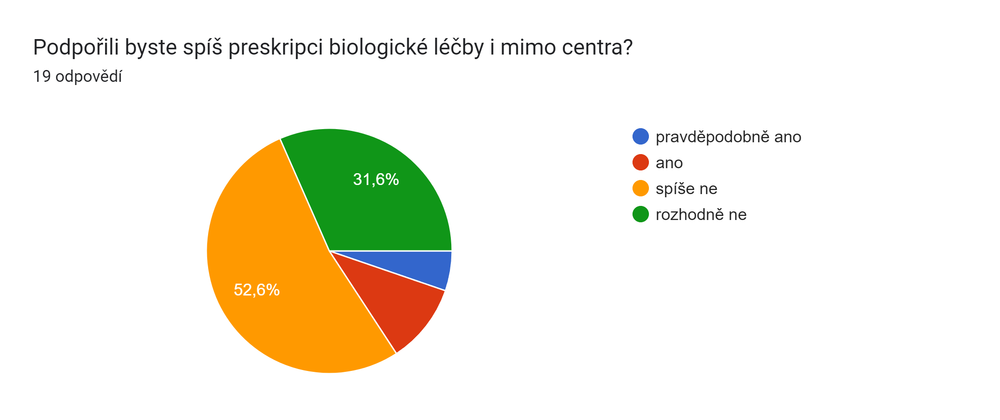 Podpořili byste spíš preskripci biologické léčby i mimo centra?
19 odpovědí
31,6%
52,6%
pravděpodobně ano
ano
spíše ne
rozhodně ne